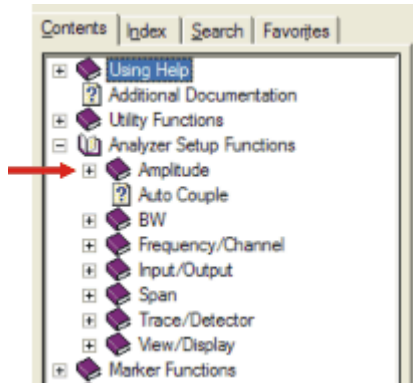 Contents Index Search Favorites
Using Help
Additional Documentation
Utility Functions
Analyzer Setup Functions
Amplitude
Auto Couple
BW
Frequency/Channel
Input/Output
Span
Trace/Detector
View/Display
Marker Functions